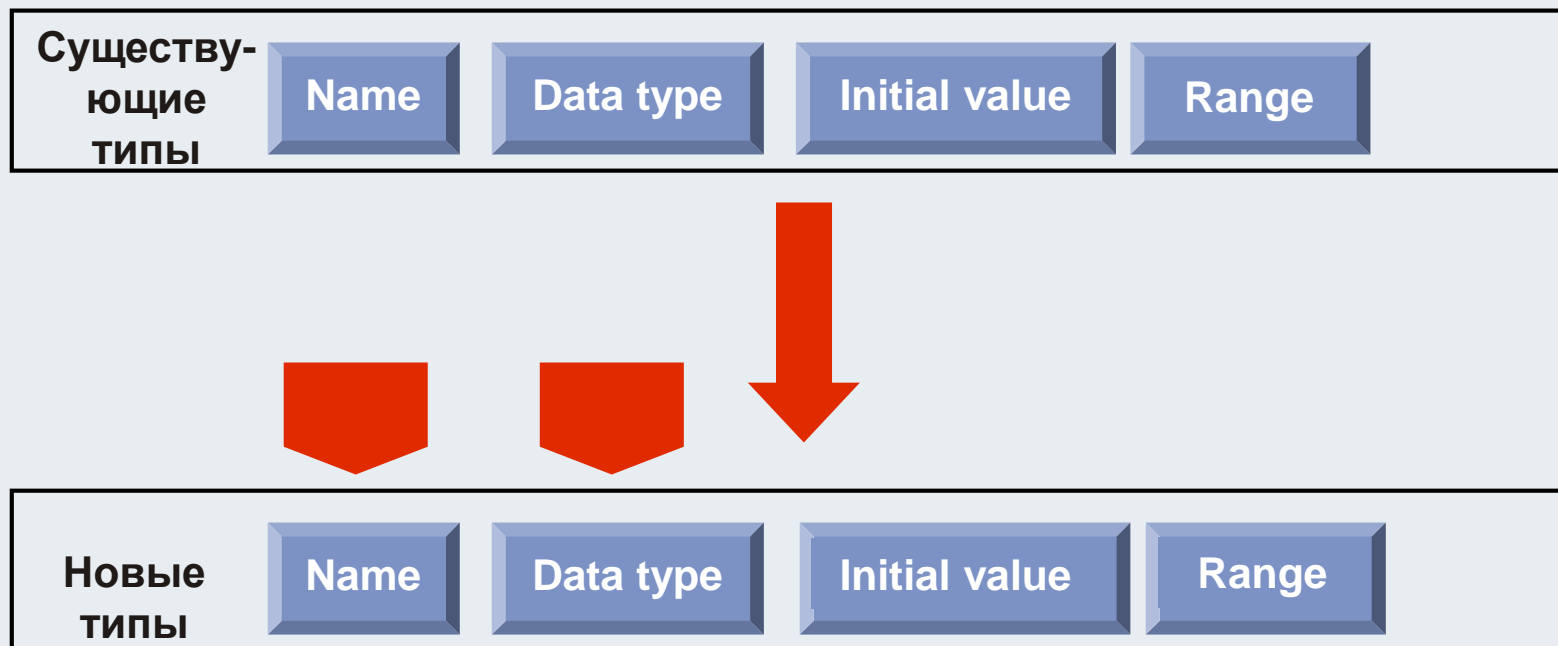 Существу-
ющие
типы
Name Data type Initial value Range
Новые
типы
Name Data type Initial value Range